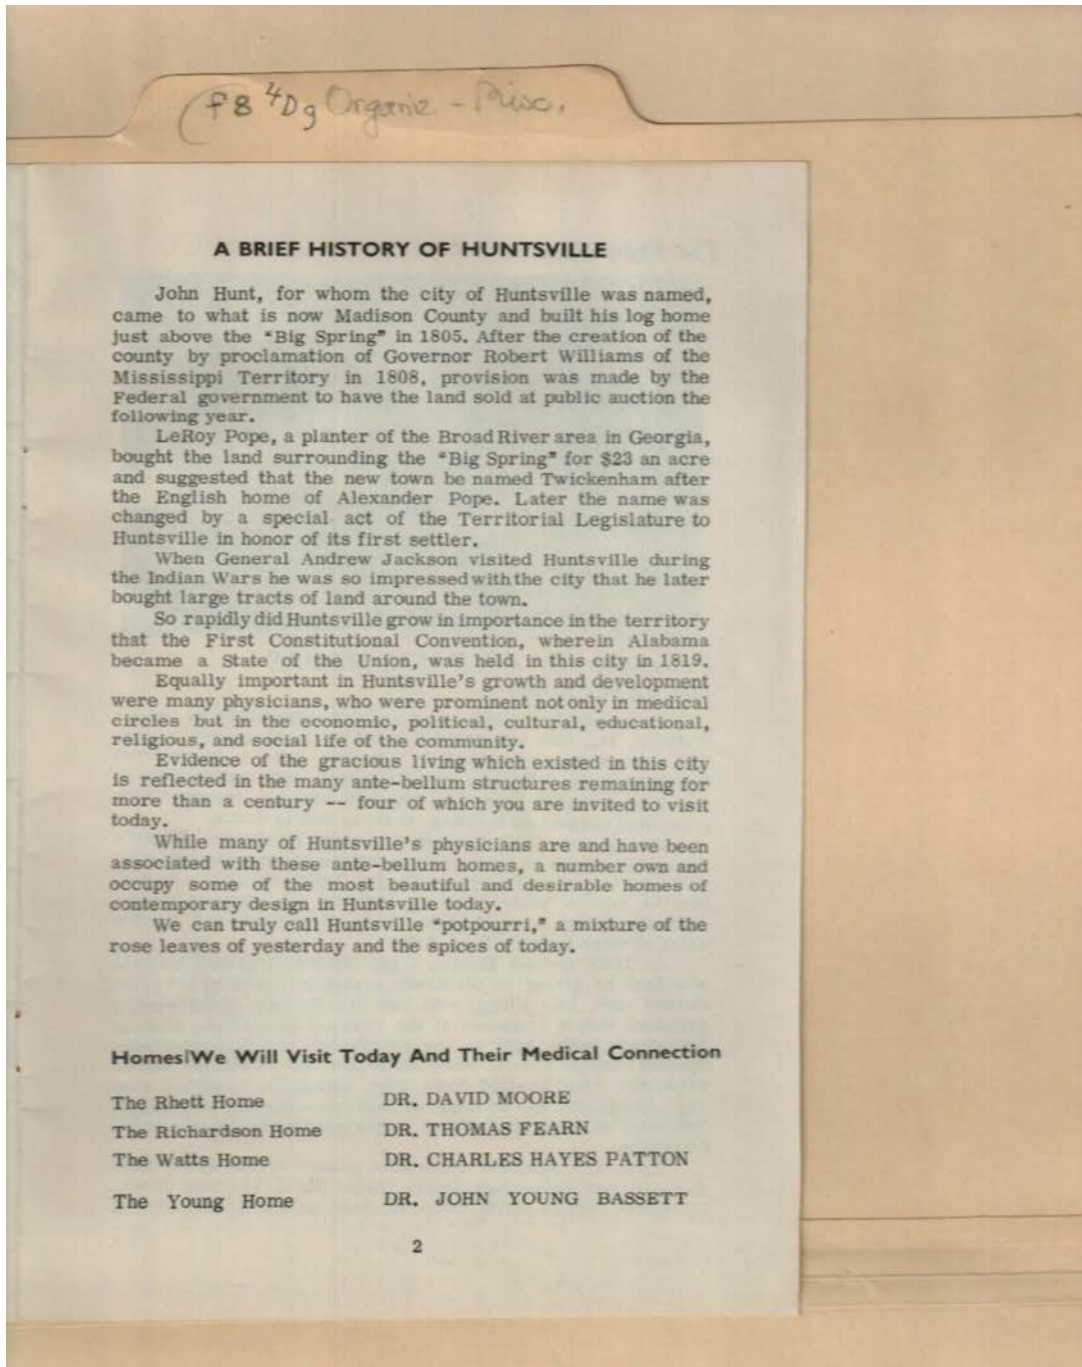 F8 4Dg Organiz - Misc.
A BRIEF HISTORY OF HUNTSVILLE
John Hunt, for whom the city of Huntsville was named,
came to what is now Madison County and built his log home
just above the "Big Spring" in 1805. After the creation of the
county by proclamation of Governor Robert Williams of the
Mississippi Territory in 1808, provision was made by the
Federal government to have the land sold at public auction the
following year.
LeRoy Pope, a planter of the Broad River area in Georgia,
bought the land surrounding the "Big Spring" for $23 an acre
and suggested that the new town be named Twickenham after
the English home of Alexander Pope. Later the name was
changed by a special act of the Territorial Legislature to
Huntsville in honor of its first settler.
When General Andrew Jackson visited Huntsville during
the Indian Wars he was so impressed with the city that he later
bought large tracts of land around the town.
So rapidly did Huntsville grow in importance in the territory
that the First Constitutional Convention, wherein Alabama
became a State of the Union, was held in this city in 1819.
Equally important in Huntsville's growth and development
were many physicians, who were prominent not only in medical
circles but in the economic, political, cultural, educational,
religious, and social life of the community.
Evidence of the gracious living which existed in this city
is reflected in the many ante-bellum structures remaining for
more than a century -- four of which you are invited to visit
today.
While many of Huntsville's physicians are and have been
associated with these ante-bellum homes, a number own and
occupy some of the most beautiful and desirable homes of
contemporary design in Huntsville today.
We can truly call Huntsville "potpourri," a mixture of the
rose leaves of yesterday and the spices of today.
Homes We Will Visit Today And Their Medical Connection
The Rhett Home DR. DAVID MOORE
The Richardson Home DR. THOMAS FEARN
The Watts Home DR. CHARLES HAYES PATTON
The Young Home DR. JOHN YOUNG BASSETT
2